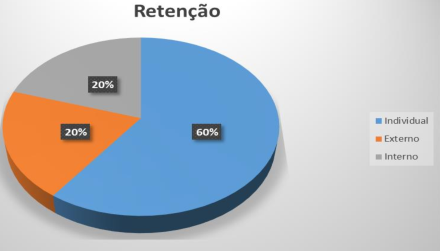 Retenção
20%
20%
60%
Individual
Externo
Interno